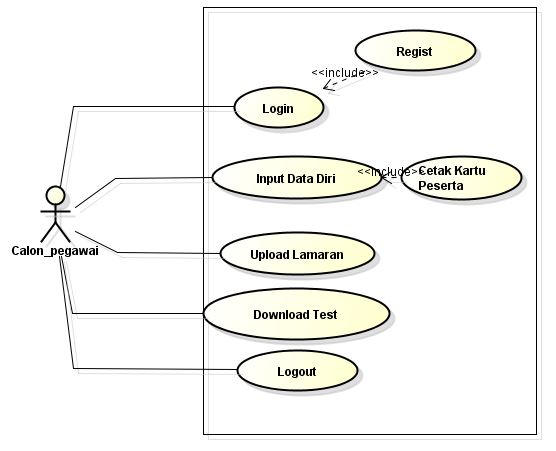 Regist
<<include>>
Login
Input Data Diri
<<include>>
Cetak Kartu
Peserta
Calon_pegawai
Upload Lamaran
Download Test
Logout